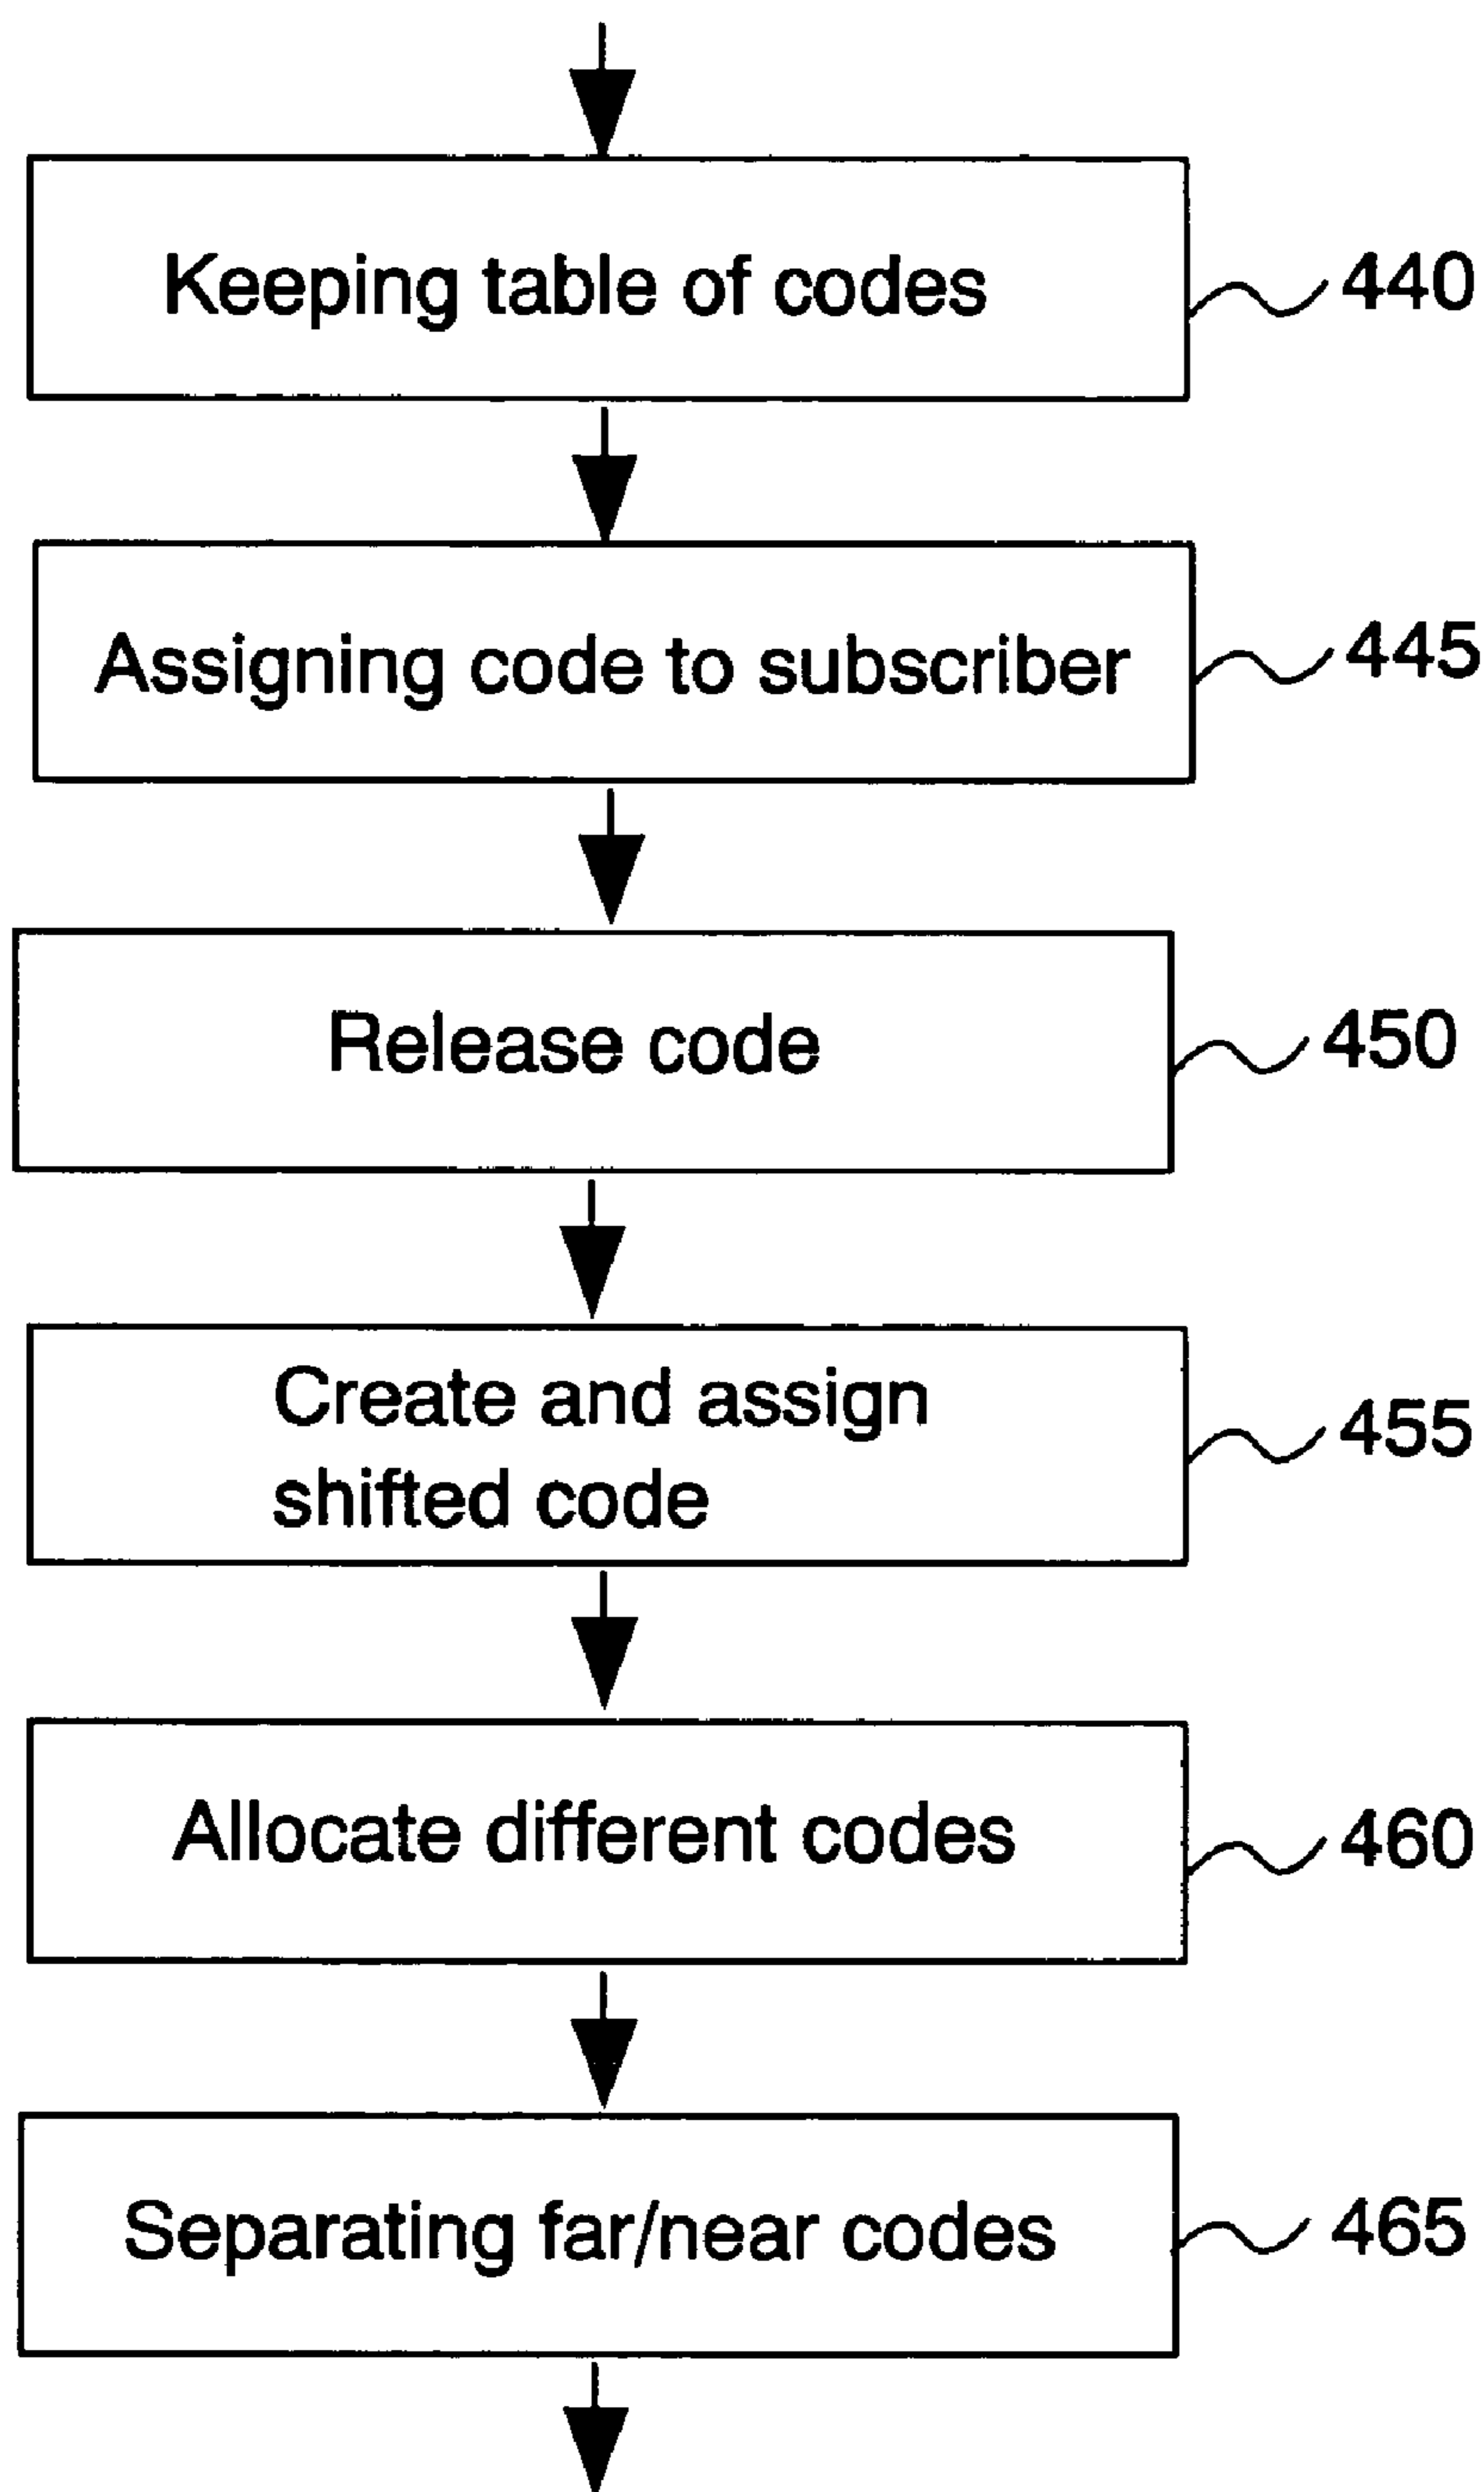 Keeping table of codes
440
Assigning code to subscriber
445
Release code
450
Create and assign
shifted code
455
Allocate different codes
460
Separating far/near codes
465